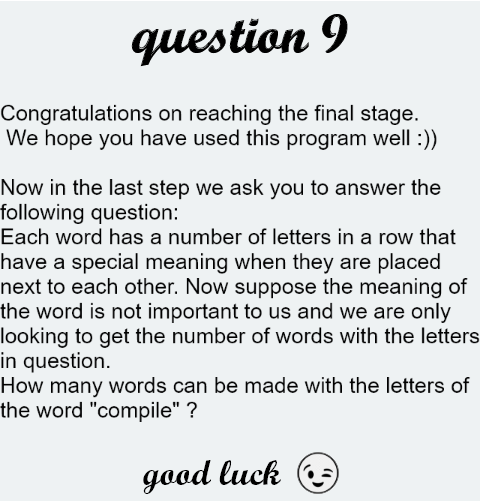 question 9
Congratulations on reaching the final stage.
We hope you have used this program well :))
Now in the last step we ask you to answer the
following question:
Each word has a number of letters in a row that
have a special meaning when they are placed
next to each other. Now suppose the meaning of
the word is not important to us and we are only
looking to get the number of words with the letters
in question.
How many words can be made with the letters of
the word "compile" ?
good luck